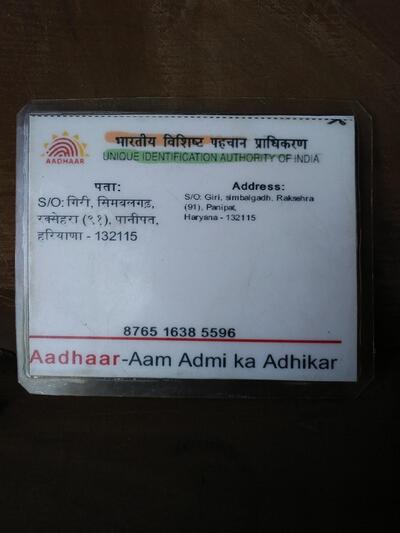 AADHAAR
भारतीय विशिष्ट पहचान प्राधिकरण
UNIQUE IDENTIFICATION AUTHORITY OF INDIA
पता:
S/O: गिरी, सिमबलगढ़,
रक्सेहरा (९१), पानीपत,
हरियाणा - 132115
Address:
S/O: Giri, simbalgadh, Raksehra
(91), Panipat,
Haryana - 132115
8765 1638 5596
Aadhaar-Aam Admi ka Adhikar